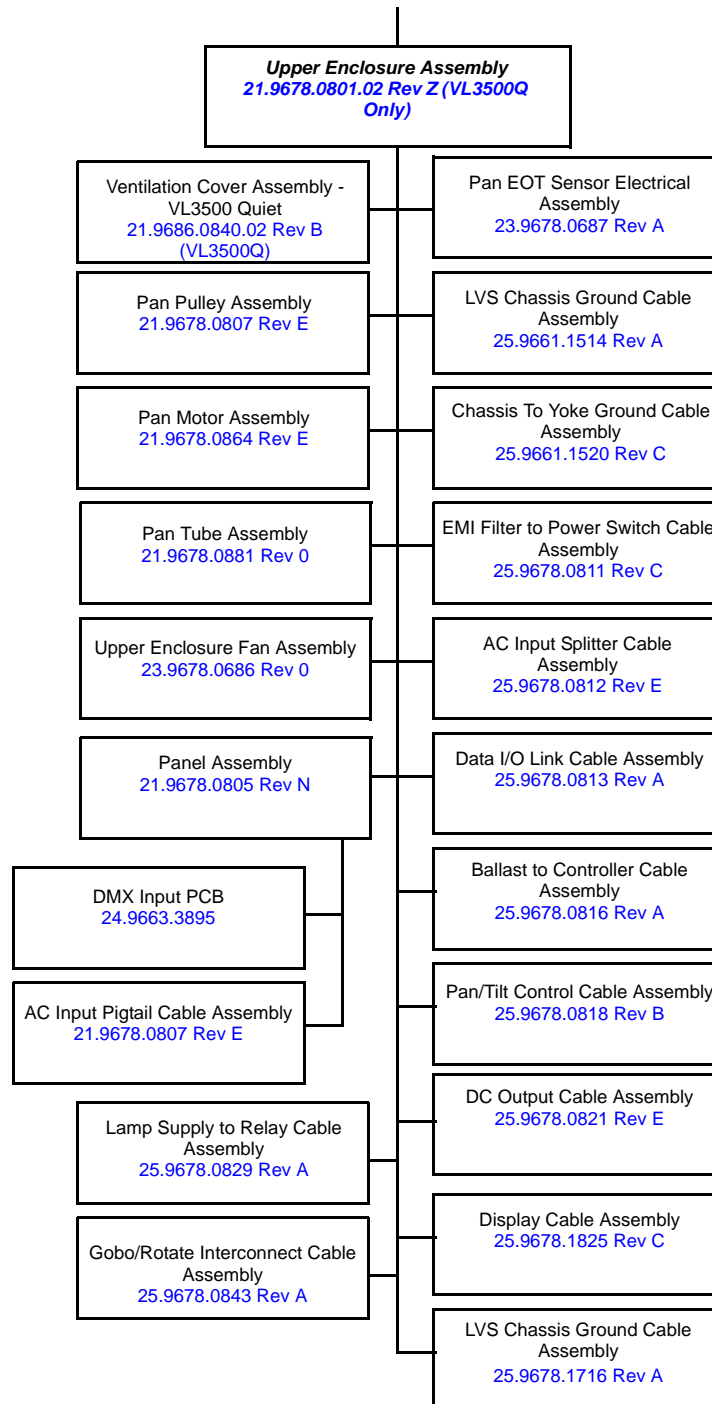 Upper Enclosure Assembly
21.9678.0801.02 Rev Z (VL3500Q
Only)
Ventilation Cover Assembly -
VL3500 Quiet
21.9686.0840.02 Rev B
(VL3500Q)
Pan EOT Sensor Electrical
Assembly
23.9678.0687 Rev A
Pan Pulley Assembly
21.9678.0807 Rev E
LVS Chassis Ground Cable
Assembly
25.9661.1514 Rev A
Pan Motor Assembly
21.9678.0864 Rev E
Chassis To Yoke Ground Cable
Assembly
25.9661.1520 Rev C
Pan Tube Assembly
21.9678.0881 Rev 0
EMI Filter to Power Switch Cable
Assembly
25.9678.0811 Rev C
Upper Enclosure Fan Assembly
23.9678.0686 Rev 0
AC Input Splitter Cable
Assembly
25.9678.0812 Rev E
Panel Assembly
21.9678.0805 Rev N
Data I/O Link Cable Assembly
25.9678.0813 Rev A
DMX Input PCB
24.9663.3895
Ballast to Controller Cable
Assembly
25.9678.0816 Rev A
AC Input Pigtail Cable Assembly
21.9678.0807 Rev E
Pan/Tilt Control Cable Assembly
25.9678.0818 Rev B
Lamp Supply to Relay Cable
Assembly
25.9678.0829 Rev A
DC Output Cable Assembly
25.9678.0821 Rev E
Gobo/Rotate Interconnect Cable
Assembly
25.9678.0843 Rev A
Display Cable Assembly
25.9678.1825 Rev C
LVS Chassis Ground Cable
Assembly
25.9678.1716 Rev A